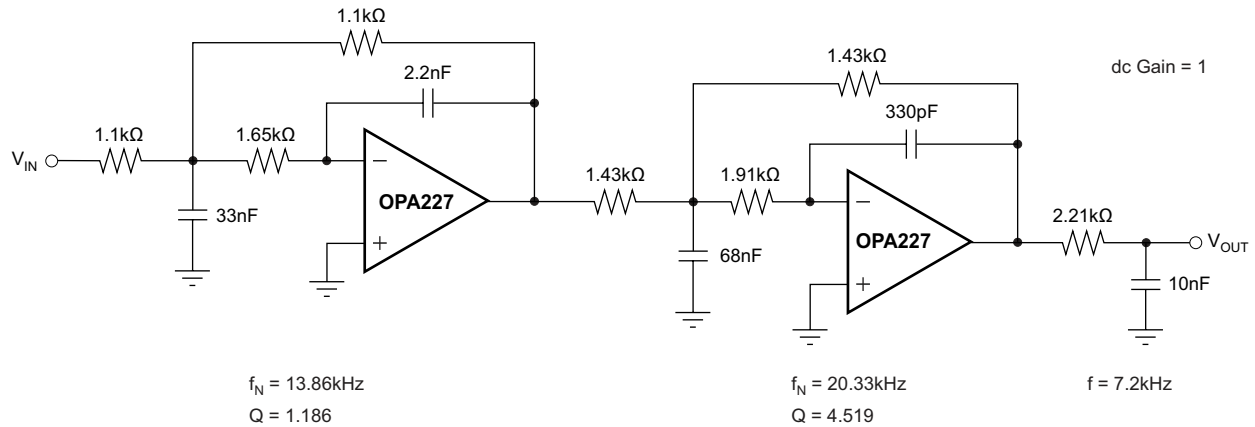 1.1kΩ
2.2nF
1.1kΩ
1.65kΩ
V_IN
33nF
OPA227
1.43kΩ
dc Gain = 1
330pF
1.43kΩ
1.91kΩ
68nF
OPA227
2.21kΩ
V_OUT
10nF
f_N = 13.86kHz
Q = 1.186
f_N = 20.33kHz
Q = 4.519
f = 7.2kHz